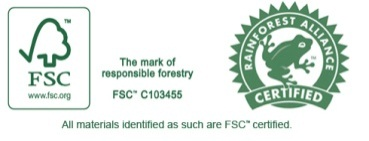 FSC
www.fsc.org
The mark of
responsible forestry
FSC™ C103455
RAINFOREST ALLIANCE
CERTIFIED
All materials identified as such are FSC™ certified.